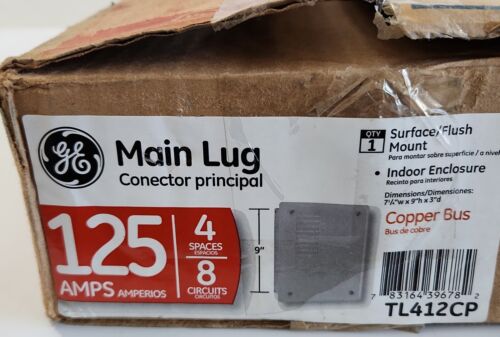 GE
Main Lug
Conector principal
125
AMPS AMPERIOS
4
SPACES
ESPACIOS
8
CIRCUITS
CIRCUITOS
9"
QTY
1
Surface/Flush
Mount
Para montar sobre superficie / a nivel
• Indoor Enclosure
Recinto para interiores
Dimensions/Dimensiones:
7¼"w x 9"h x 3"d
Copper Bus
Bus de cobre
7 83164 39678 2
TL412CP